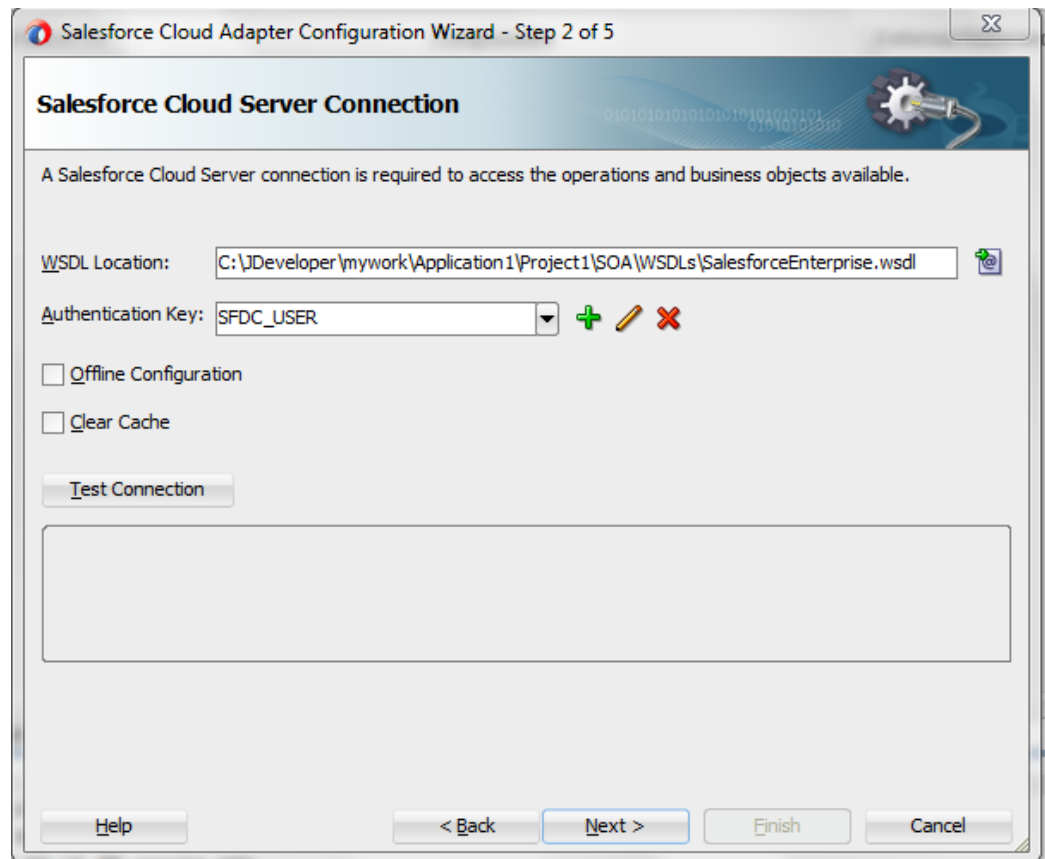 Salesforce Cloud Adapter Configuration Wizard - Step 2 of 5
Salesforce Cloud Server Connection
A Salesforce Cloud Server connection is required to access the operations and business objects available.
WSDL Location: C:\JDeveloper\mywork\Application1\Project1\SOA\WSDLs\SalesforceEnterprise.wsdl
Authentication Key: SFDC_USER
Offline Configuration
Clear Cache
Test Connection
Help < Back Next > Finish Cancel